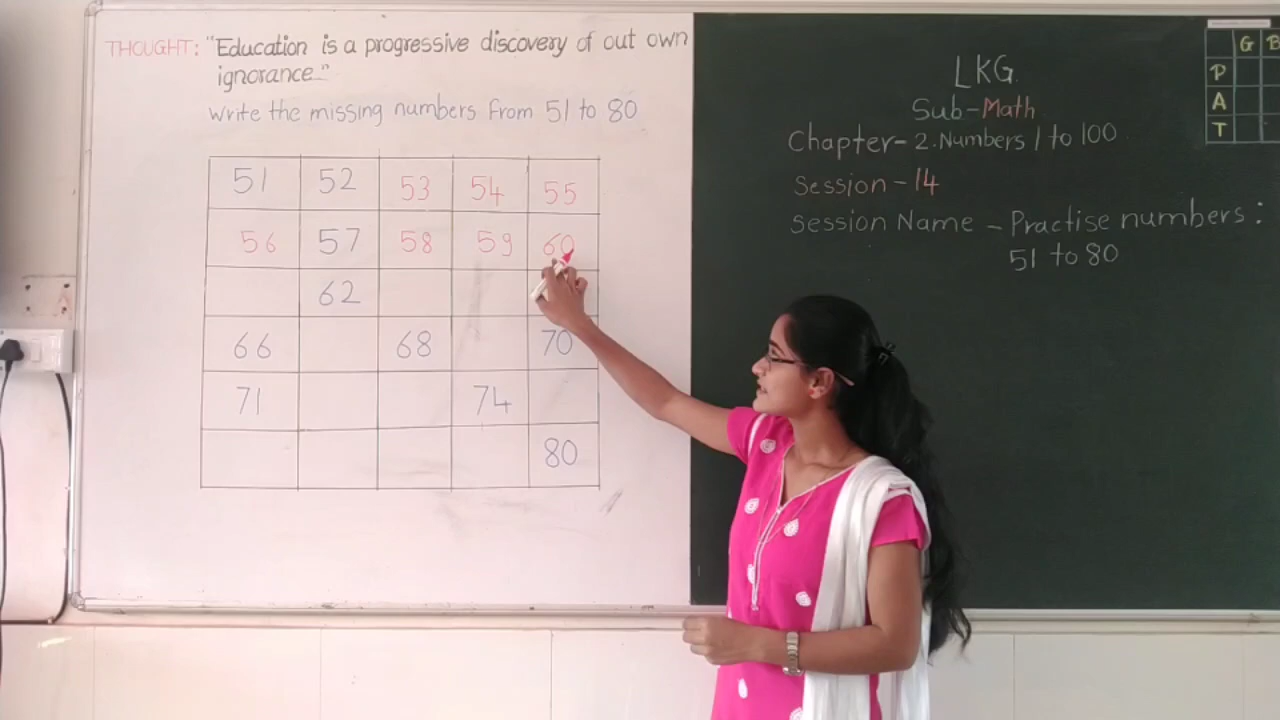 THOUGHT: "Education is a progressive discovery of out own
ignorance."
Write the missing numbers from 51 to 80
51 52 53 54 55
56 57 58 59 60
62
66 68 70
71 74
80
LKG
Sub-Math
Chapter- 2. Numbers 1 to 100
Session - 14
Session Name - Practise numbers:
51 to 80
G B
P
A
T